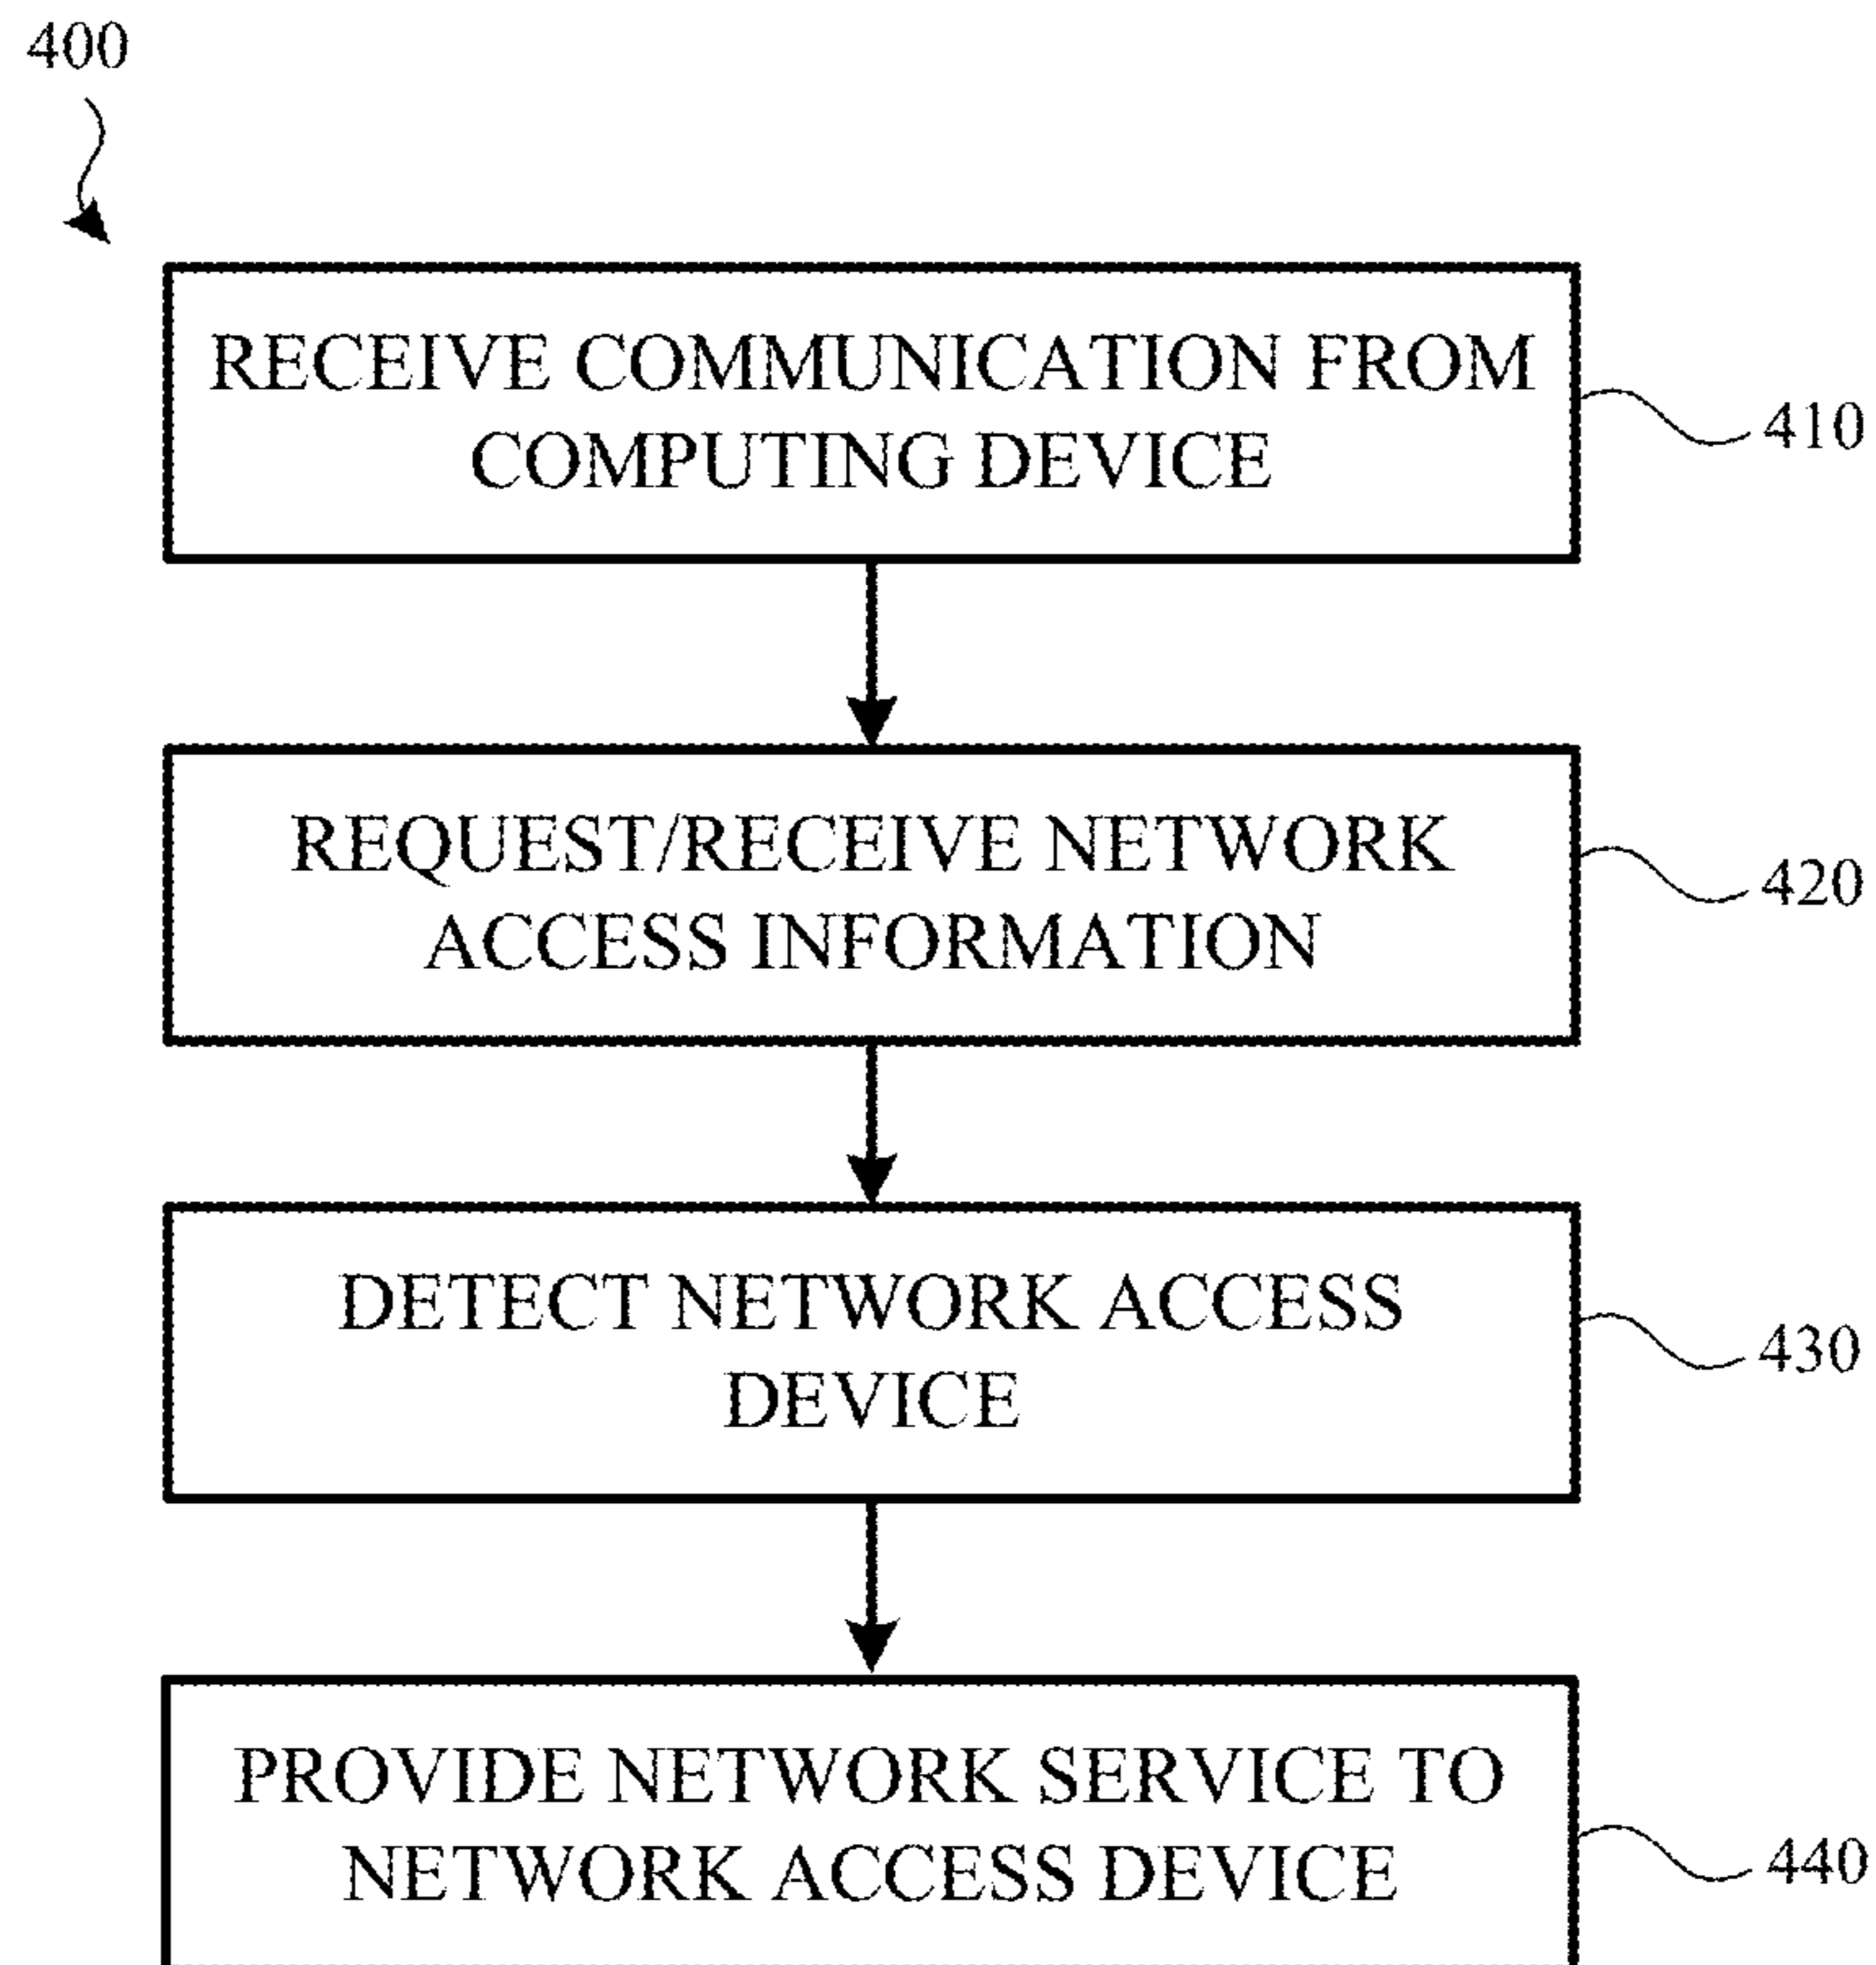 400
RECEIVE COMMUNICATION FROM
COMPUTING DEVICE
410
REQUEST/RECEIVE NETWORK
ACCESS INFORMATION
420
DETECT NETWORK ACCESS
DEVICE
430
PROVIDE NETWORK SERVICE TO
NETWORK ACCESS DEVICE
440